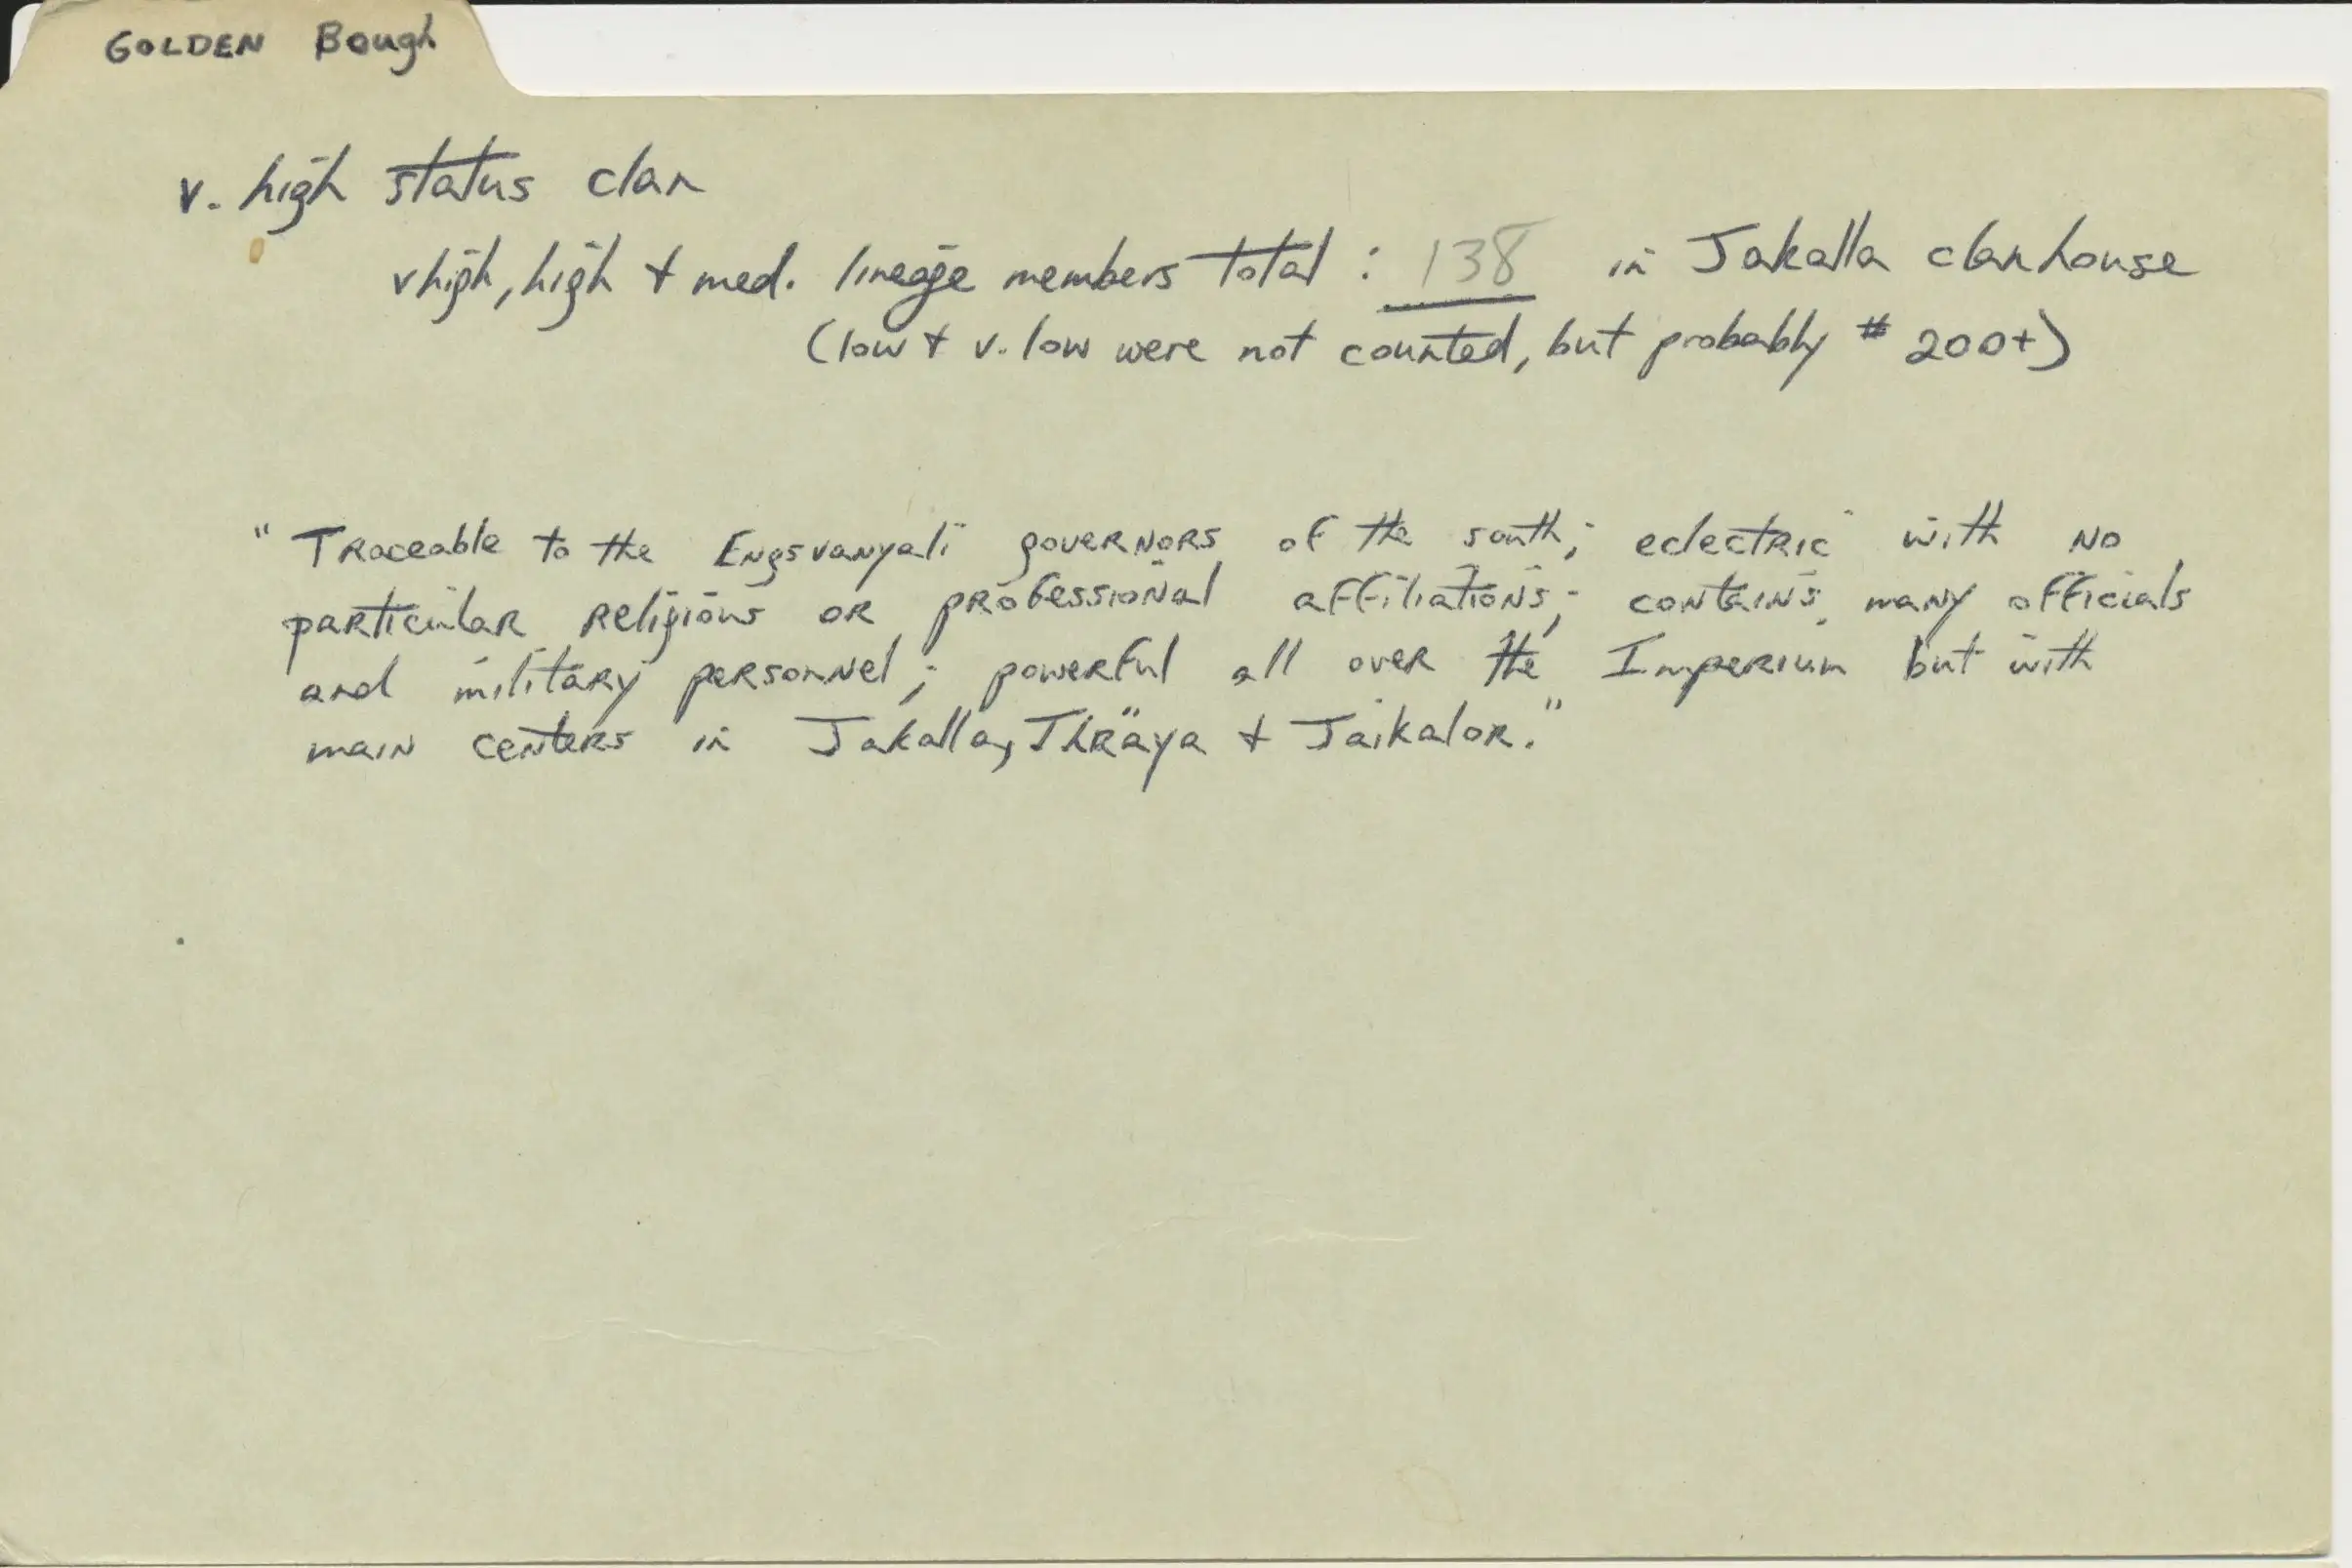 GOLDEN Bough
v. high status clan
vhigh, high + med. lineage members total : 138 in Jakalla clanhouse
(low + v. low were not counted, but probably # 200+)
"Traceable to the Engsvanyali governors of the south; eclectric with no
particular religious or professional affiliations; contains many officials
and military personnel; powerful all over the Imperium but with
main centers in Jakalla, Thräya + Jaikalor."